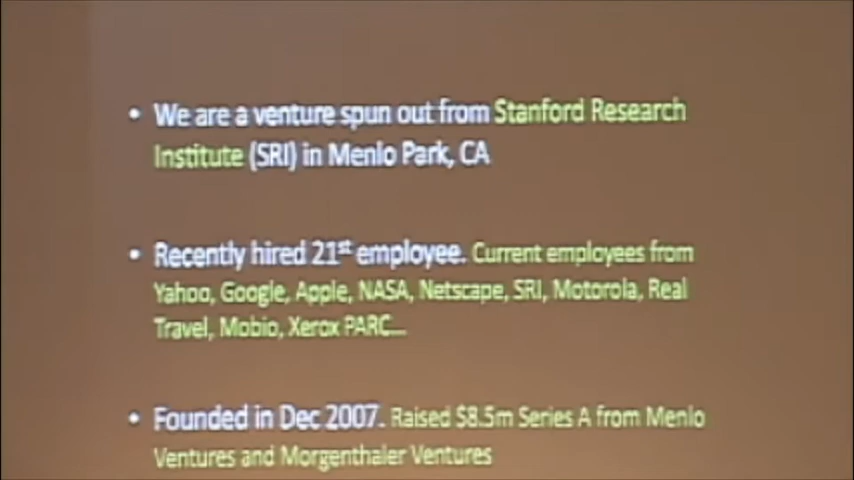 • We are a venture spun out from Stanford Research
Institute (SRI) in Menlo Park, CA
• Recently hired 21st employee. Current employees from
Yahoo, Google, Apple, NASA, Netscape, SRI, Motorola, Real
Travel, Mobio, Xerox PARC...
• Founded in Dec 2007. Raised $8.5m Series A from Menlo
Ventures and Morgenthaler Ventures